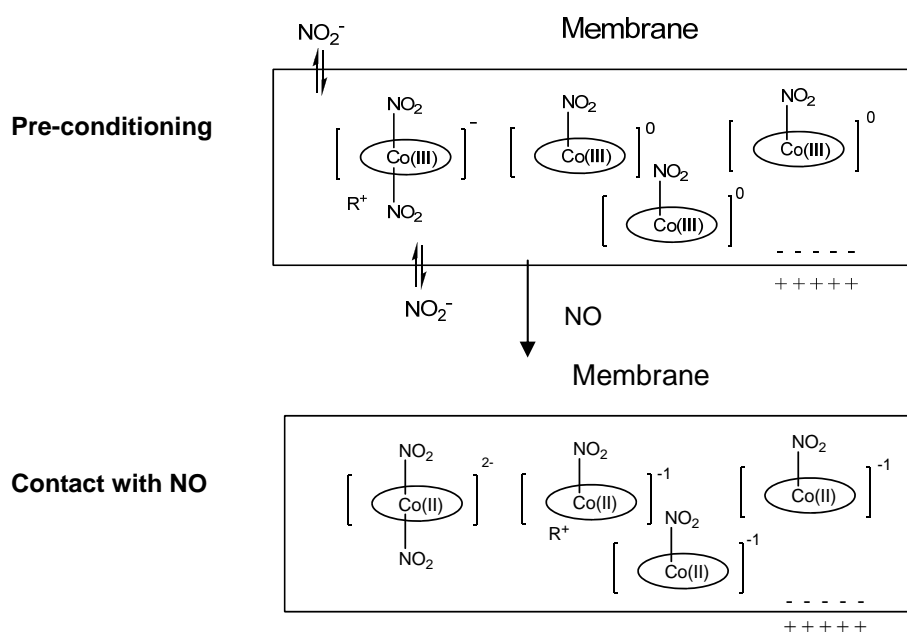 NO₂⁻
Membrane
Pre-conditioning
NO₂
NO₂
NO₂
[Co(III)]⁻
[Co(III)]⁰
[Co(III)]⁰
R⁺
NO₂
NO₂
[Co(III)]⁰
- - - - -
+ + + + +
NO₂⁻
NO
Membrane
Contact with NO
NO₂
NO₂
NO₂
[Co(II)]²⁻
[Co(II)]⁻¹
[Co(II)]⁻¹
R⁺
NO₂
NO₂
[Co(II)]⁻¹
- - - - -
+ + + + +